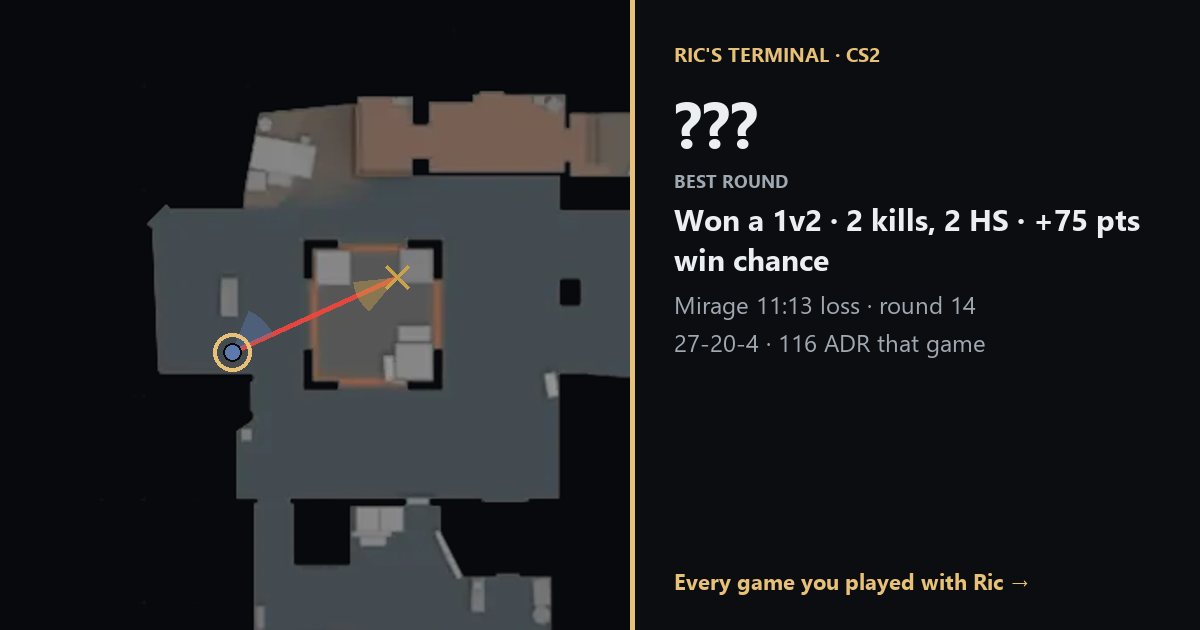 RIC'S TERMINAL · CS2
???
BEST ROUND
Won a 1v2 · 2 kills, 2 HS · +75 pts
win chance
Mirage 11:13 loss · round 14
27-20-4 · 116 ADR that game
Every game you played with Ric →